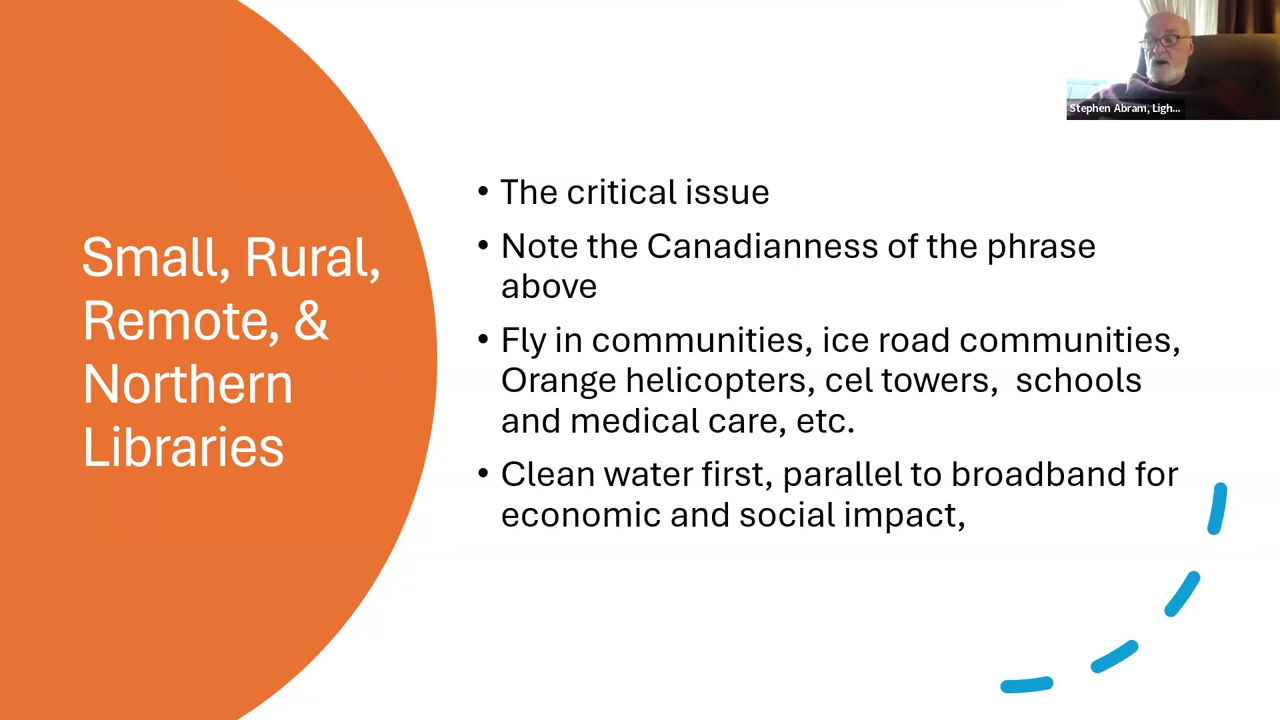 Stephen Abram, Ligh...
Small, Rural,
Remote, &
Northern
Libraries
• The critical issue
• Note the Canadianness of the phrase
above
• Fly in communities, ice road communities,
Orange helicopters, cel towers,  schools
and medical care, etc.
• Clean water first, parallel to broadband for
economic and social impact,